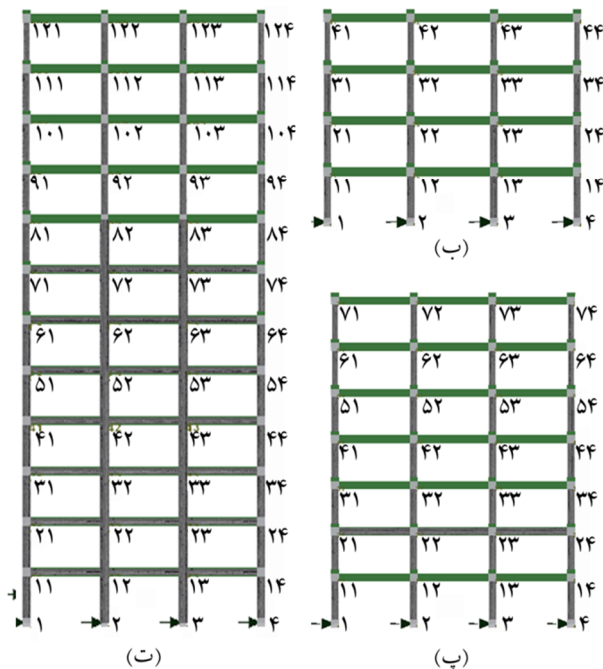 ۱۲۱ ۱۲۲ ۱۲۳ ۱۲۴
۱۱۱ ۱۱۲ ۱۱۳ ۱۱۴
۱۰۱ ۱۰۲ ۱۰۳ ۱۰۴
۹۱ ۹۲ ۹۳ ۹۴
۸۱ ۸۲ ۸۳ ۸۴
۷۱ ۷۲ ۷۳ ۷۴
۶۱ ۶۲ ۶۳ ۶۴
۵۱ ۵۲ ۵۳ ۵۴
۴۱ ۴۲ ۴۳ ۴۴
۳۱ ۳۲ ۳۳ ۳۴
۲۱ ۲۲ ۲۳ ۲۴
۱۱ ۱۲ ۱۳ ۱۴
۱ ۲ ۳ ۴
(ت)
۴۱ ۴۲ ۴۳ ۴۴
۳۱ ۳۲ ۳۳ ۳۴
۲۱ ۲۲ ۲۳ ۲۴
۱۱ ۱۲ ۱۳ ۱۴
۱ ۲ ۳ ۴
(ب)
۷۱ ۷۲ ۷۳ ۷۴
۶۱ ۶۲ ۶۳ ۶۴
۵۱ ۵۲ ۵۳ ۵۴
۴۱ ۴۲ ۴۳ ۴۴
۳۱ ۳۲ ۳۳ ۳۴
۲۱ ۲۲ ۲۳ ۲۴
۱۱ ۱۲ ۱۳ ۱۴
۱ ۲ ۳ ۴
(پ)